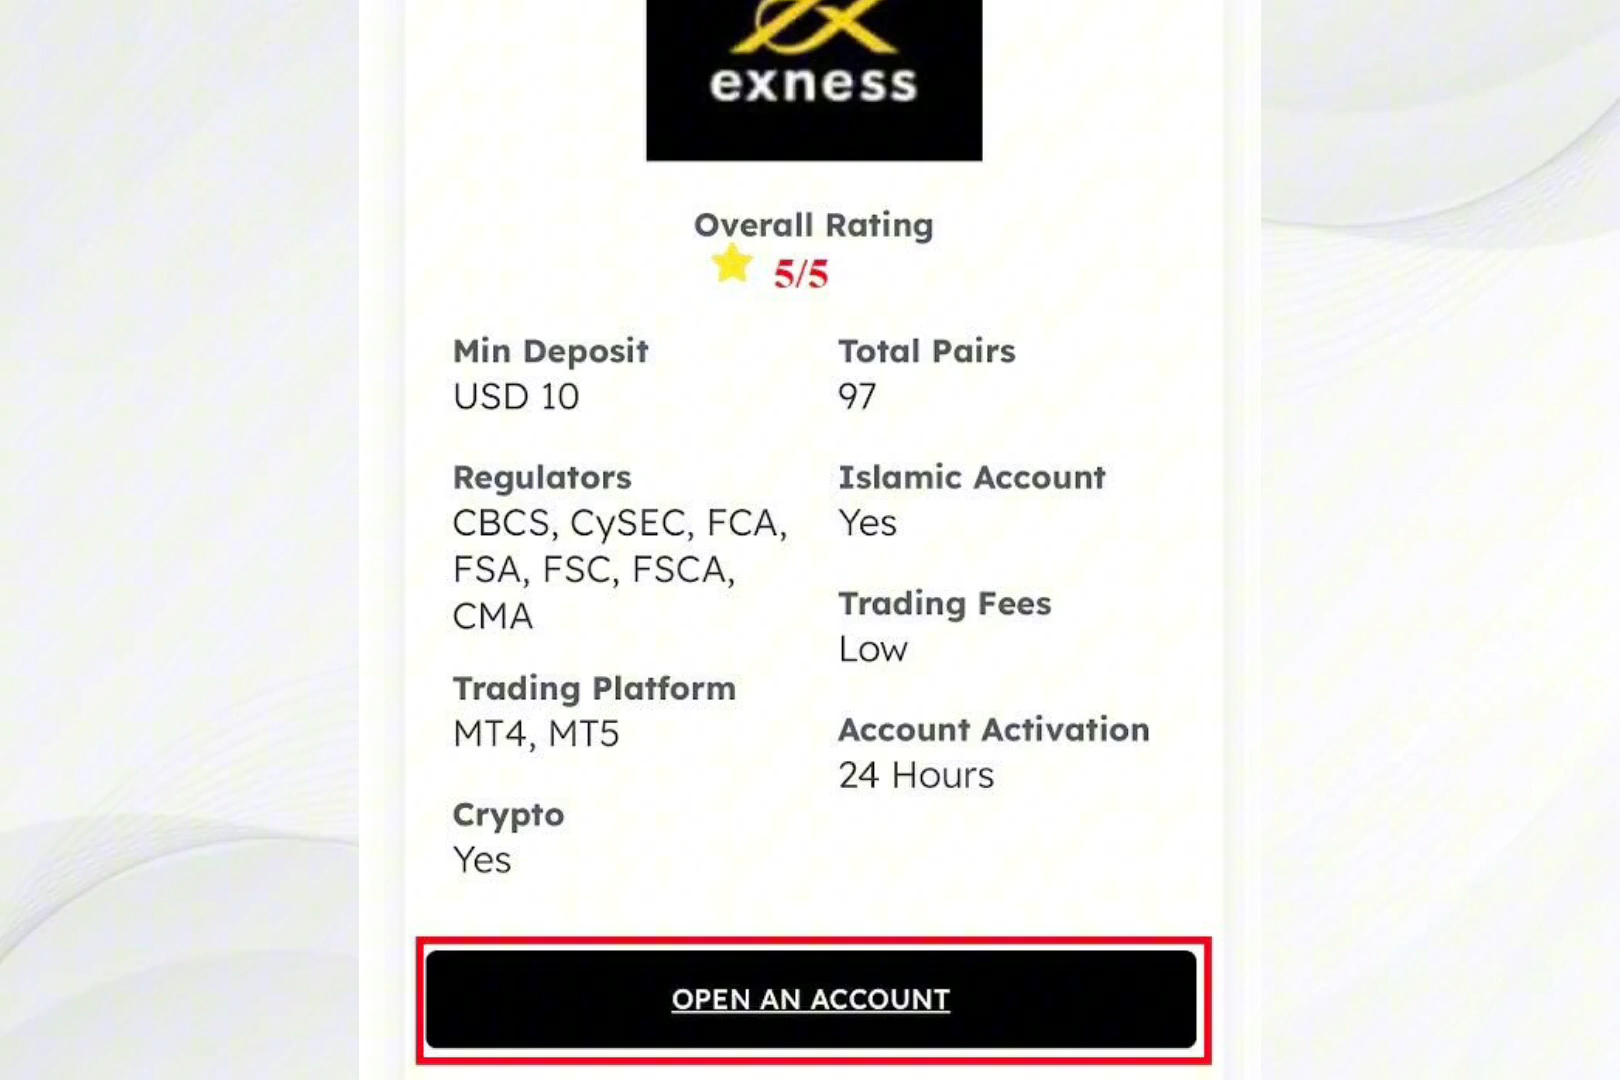 exness
Overall Rating
5/5
Min Deposit
USD 10
Regulators
CBCS, CySEC, FCA,
FSA, FSC, FSCA,
CMA
Trading Platform
MT4, MT5
Crypto
Yes
Total Pairs
97
Islamic Account
Yes
Trading Fees
Low
Account Activation
24 Hours
OPEN AN ACCOUNT